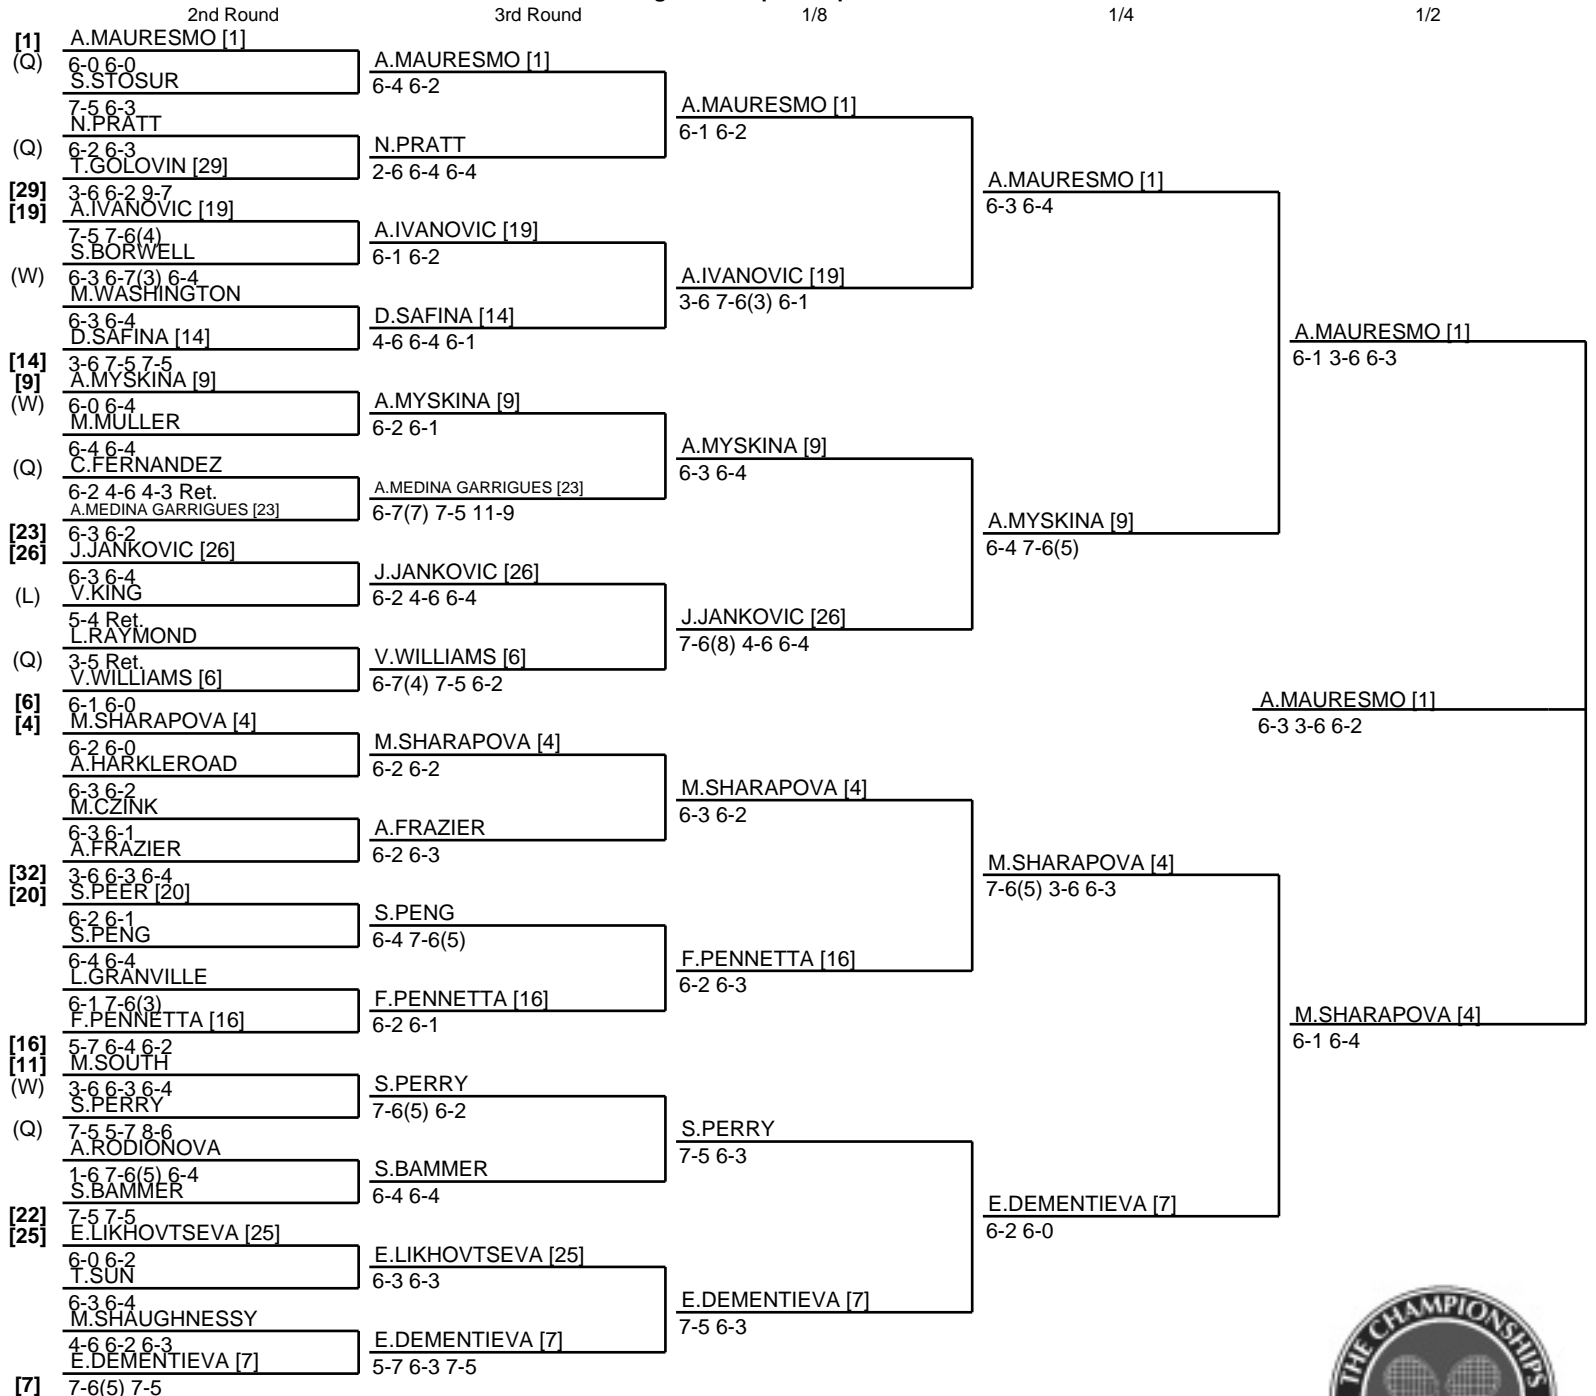 2nd Round 3rd Round 1/8 1/4 1/2
[1] A.MAURESMO [1]
(Q) 6-0 6-0
S.STOSUR
7-5 6-3
N.PRATT
(Q) 6-2 6-3
T.GOLOVIN [29]
[29] 3-6 6-2 9-7
[19] A.IVANOVIC [19]
7-5 7-6(4)
S.BORWELL
(W) 6-3 6-7(3) 6-4
M.WASHINGTON
6-3 6-4
D.SAFINA [14]
[14] 3-6 7-5 7-5
[9] A.MYSKINA [9]
(W) 6-0 6-4
M.MULLER
6-4 6-4
(Q) C.FERNANDEZ
6-2 4-6 4-3 Ret.
A.MEDINA GARRIGUES [23]
[23] 6-3 6-2
[26] J.JANKOVIC [26]
6-3 6-4
(L) V.KING
5-4 Ret.
L.RAYMOND
(Q) 3-5 Ret.
V.WILLIAMS [6]
[6] 6-1 6-0
[4] M.SHARAPOVA [4]
6-2 6-0
A.HARKLEROAD
6-3 6-2
M.CZINK
6-3 6-1
A.FRAZIER
[32] 3-6 6-3 6-4
[20] S.PEER [20]
6-2 6-1
S.PENG
6-4 6-4
L.GRANVILLE
6-1 7-6(3)
F.PENNETTA [16]
[16] 5-7 6-4 6-2
[11] M.SOUTH
(W) 3-6 6-3 6-4
S.PERRY
(Q) 7-5 5-7 8-6
A.RODIONOVA
1-6 7-6(5) 6-4
S.BAMMER
[22] 7-5 7-5
[25] E.LIKHOVTSEVA [25]
6-0 6-2
T.SUN
6-3 6-4
M.SHAUGHNESSY
4-6 6-2 6-3
E.DEMENTIEVA [7]
[7] 7-6(5) 7-5
A.MAURESMO [1]
6-4 6-2
N.PRATT
2-6 6-4 6-4
A.IVANOVIC [19]
6-1 6-2
D.SAFINA [14]
4-6 6-4 6-1
A.MYSKINA [9]
6-2 6-1
A.MEDINA GARRIGUES [23]
6-7(7) 7-5 11-9
J.JANKOVIC [26]
6-2 4-6 6-4
V.WILLIAMS [6]
6-7(4) 7-5 6-2
M.SHARAPOVA [4]
6-2 6-2
A.FRAZIER
6-2 6-3
S.PENG
6-4 7-6(5)
F.PENNETTA [16]
6-2 6-1
S.PERRY
7-6(5) 6-2
S.BAMMER
6-4 6-4
E.LIKHOVTSEVA [25]
6-3 6-3
E.DEMENTIEVA [7]
5-7 6-3 7-5
A.MAURESMO [1]
6-1 6-2
A.IVANOVIC [19]
3-6 7-6(3) 6-1
A.MYSKINA [9]
6-3 6-4
J.JANKOVIC [26]
7-6(8) 4-6 6-4
M.SHARAPOVA [4]
6-3 6-2
F.PENNETTA [16]
6-2 6-3
S.PERRY
7-5 6-3
E.DEMENTIEVA [7]
7-5 6-3
A.MAURESMO [1]
6-3 6-4
A.MYSKINA [9]
6-4 7-6(5)
M.SHARAPOVA [4]
7-6(5) 3-6 6-3
E.DEMENTIEVA [7]
6-2 6-0
A.MAURESMO [1]
6-1 3-6 6-3
M.SHARAPOVA [4]
6-1 6-4
A.MAURESMO [1]
6-3 3-6 6-2
THE CHAMPIONSHIPS